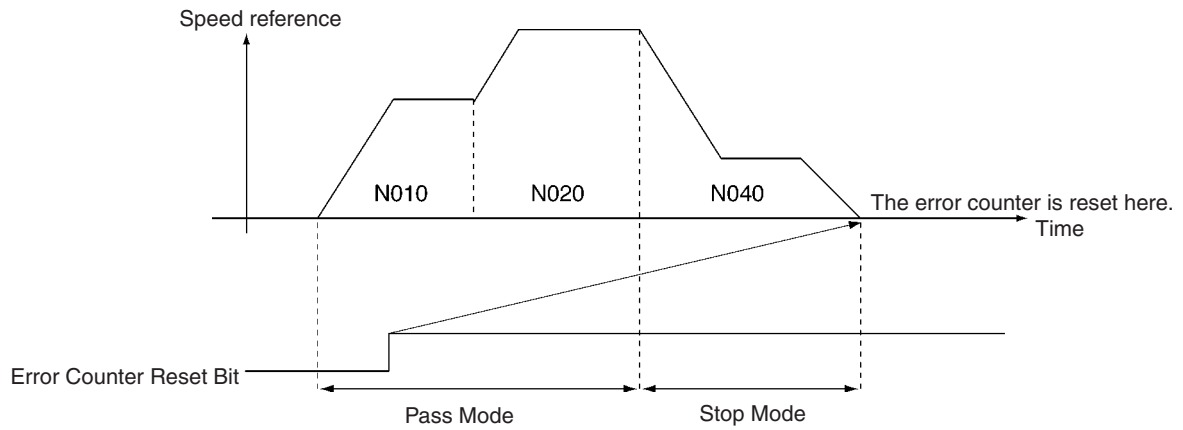 Speed reference
N010
N020
N040
The error counter is reset here.
Time
Error Counter Reset Bit
Pass Mode
Stop Mode